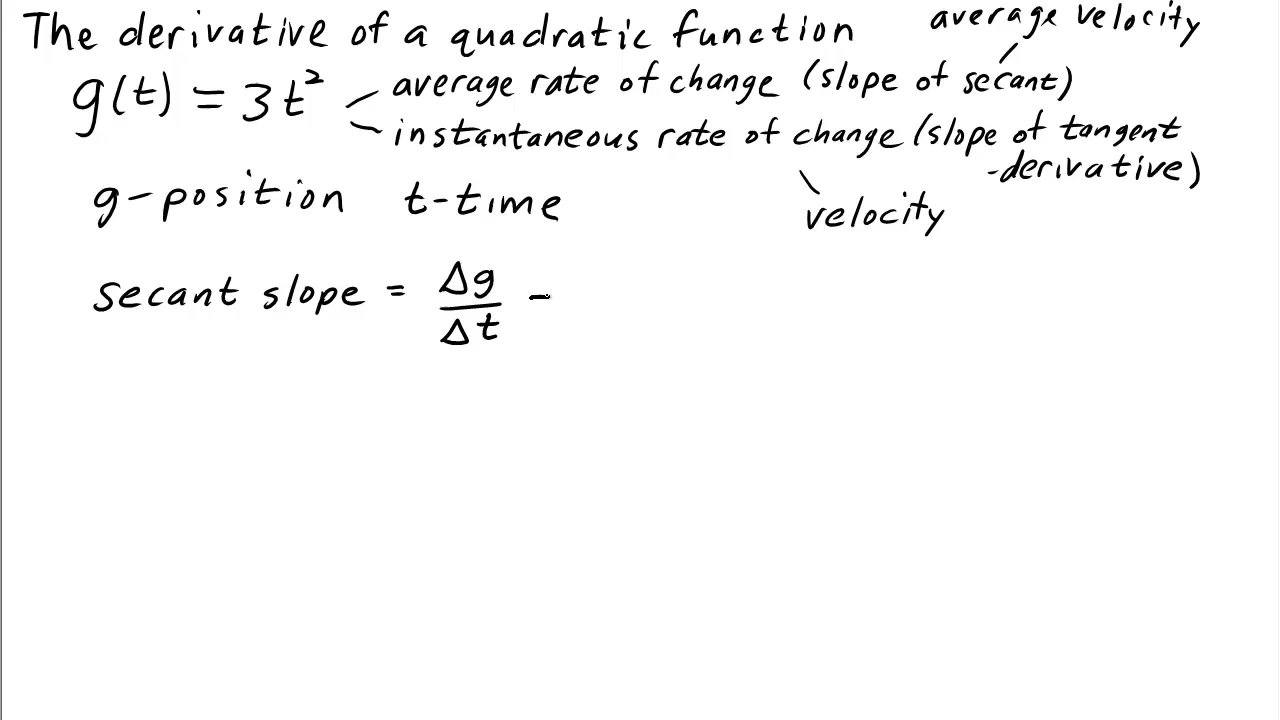 The derivative of a quadratic function
average velocity
g(t) = 3t²
average rate of change (slope of secant)
instantaneous rate of change (slope of tangent
-derivative)
g-position t-time
velocity
secant slope = Δg/Δt -